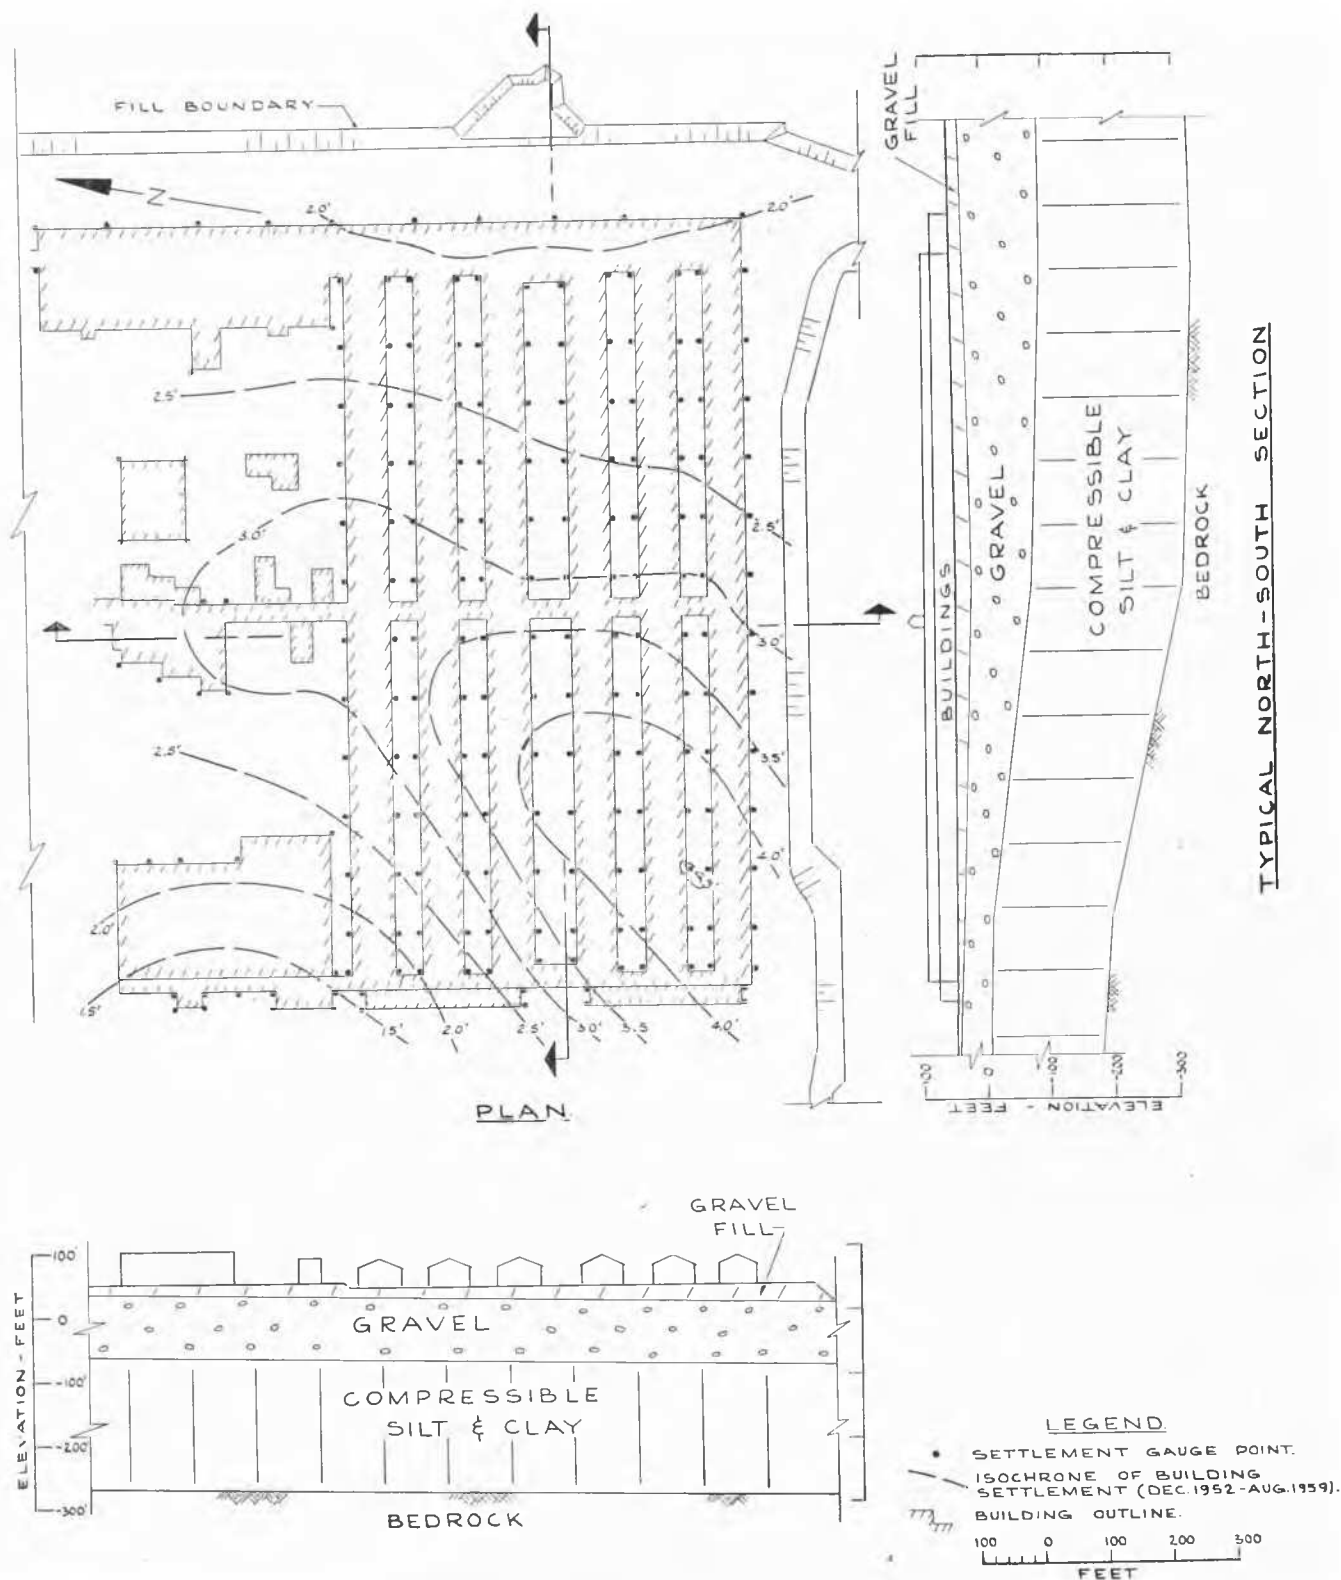 FILL BOUNDARY
N
2.0'
2.0'
2.5'
3.0'
2.5'
3.0'
2.5'
3.5'
4.0'
2.0'
1.5'
1.5'
2.0'
2.5'
3.0'
3.5
4.0'
PLAN
GRAVEL
FILL
BUILDINGS
GRAVEL
COMPRESSIBLE
SILT & CLAY
BEDROCK
TYPICAL NORTH-SOUTH SECTION
100
0
-100
-200
-300
ELEVATION - FEET
GRAVEL
FILL
100'
0
-100'
-200'
-300'
ELEVATION - FEET
GRAVEL
COMPRESSIBLE
SILT & CLAY
BEDROCK
LEGEND.
SETTLEMENT GAUGE POINT.
ISOCHRONE OF BUILDING
SETTLEMENT (DEC.1952-AUG.1959).
BUILDING OUTLINE.
100 0 100 200 300
FEET